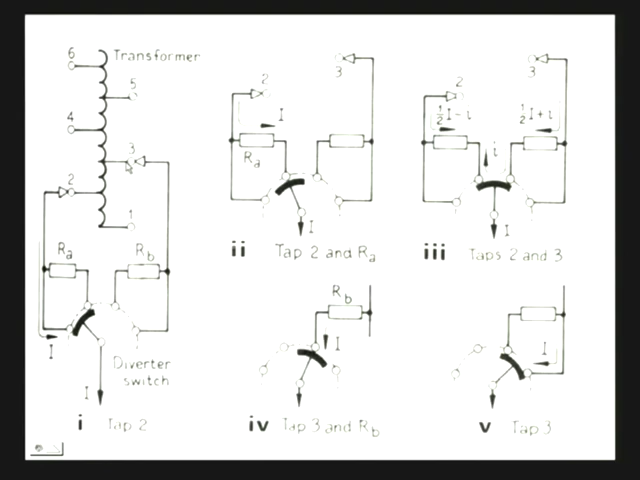 6
Transformer
5
4
3
2
1
Ra
Rb
I
Diverter
switch
I
i Tap 2
2
3
I
Ra
I
ii Tap 2 and Ra
2
3
½I-i
½I+i
i
I
iii Taps 2 and 3
Rb
I
iv Tap 3 and Rb
I
v Tap 3